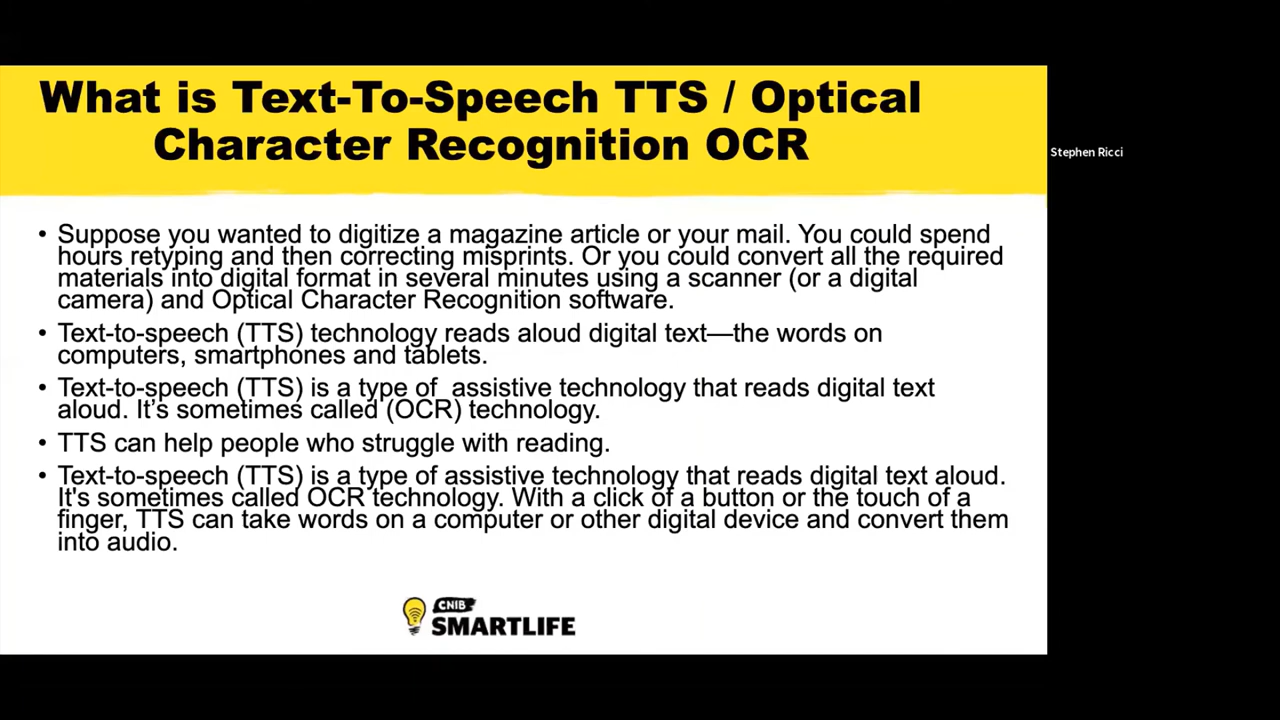 What is Text-To-Speech TTS / Optical
Character Recognition OCR
Stephen Ricci
• Suppose you wanted to digitize a magazine article or your mail. You could spend
hours retyping and then correcting misprints. Or you could convert all the required
materials into digital format in several minutes using a scanner (or a digital
camera) and Optical Character Recognition software.
• Text-to-speech (TTS) technology reads aloud digital text—the words on
computers, smartphones and tablets.
• Text-to-speech (TTS) is a type of  assistive technology that reads digital text
aloud. It’s sometimes called (OCR) technology.
• TTS can help people who struggle with reading.
• Text-to-speech (TTS) is a type of assistive technology that reads digital text aloud.
It's sometimes called OCR technology. With a click of a button or the touch of a
finger, TTS can take words on a computer or other digital device and convert them
into audio.
CNIB
SMARTLIFE